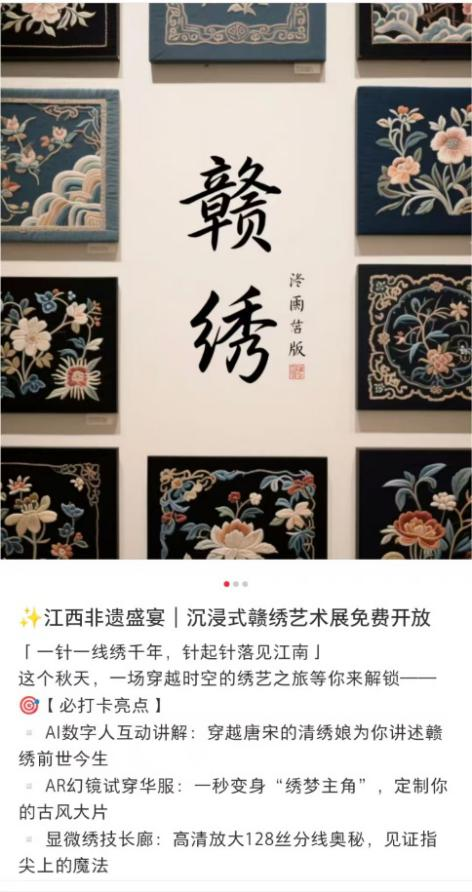 赣
绣
✨江西非遗盛宴｜沉浸式赣绣艺术展免费开放
「一针一线绣千年，针起针落见江南」
这个秋天，一场穿越时空的绣艺之旅等你来解锁——
🎯【必打卡亮点】
▫️ AI数字人互动讲解：穿越唐宋的清绣娘为你讲述赣
绣前世今生
▫️ AR幻镜试穿华服：一秒变身“绣梦主角”，定制你
的古风大片
▫️ 显微绣技长廊：高清放大128丝分线奥秘，见证指
尖上的魔法